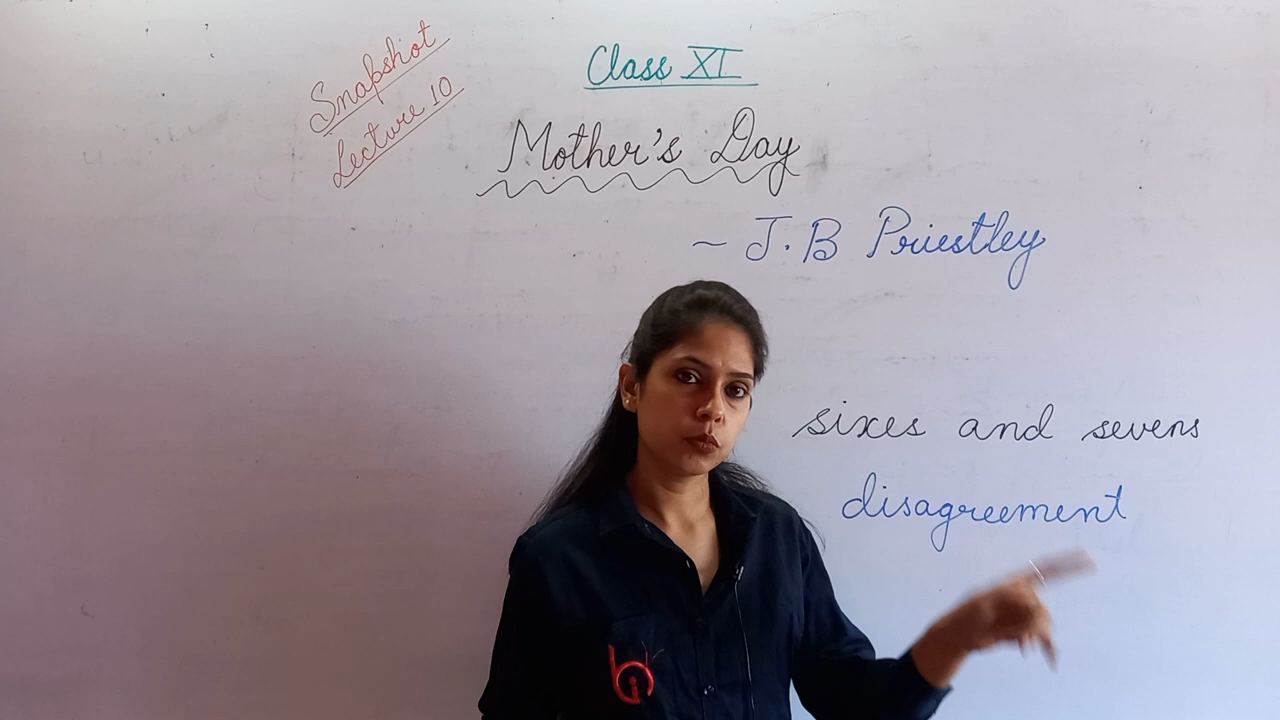 Snapshot
Lecture 10
Class XI
Mother's Day
~ J.B Priestley
sixes and sevens
disagreement